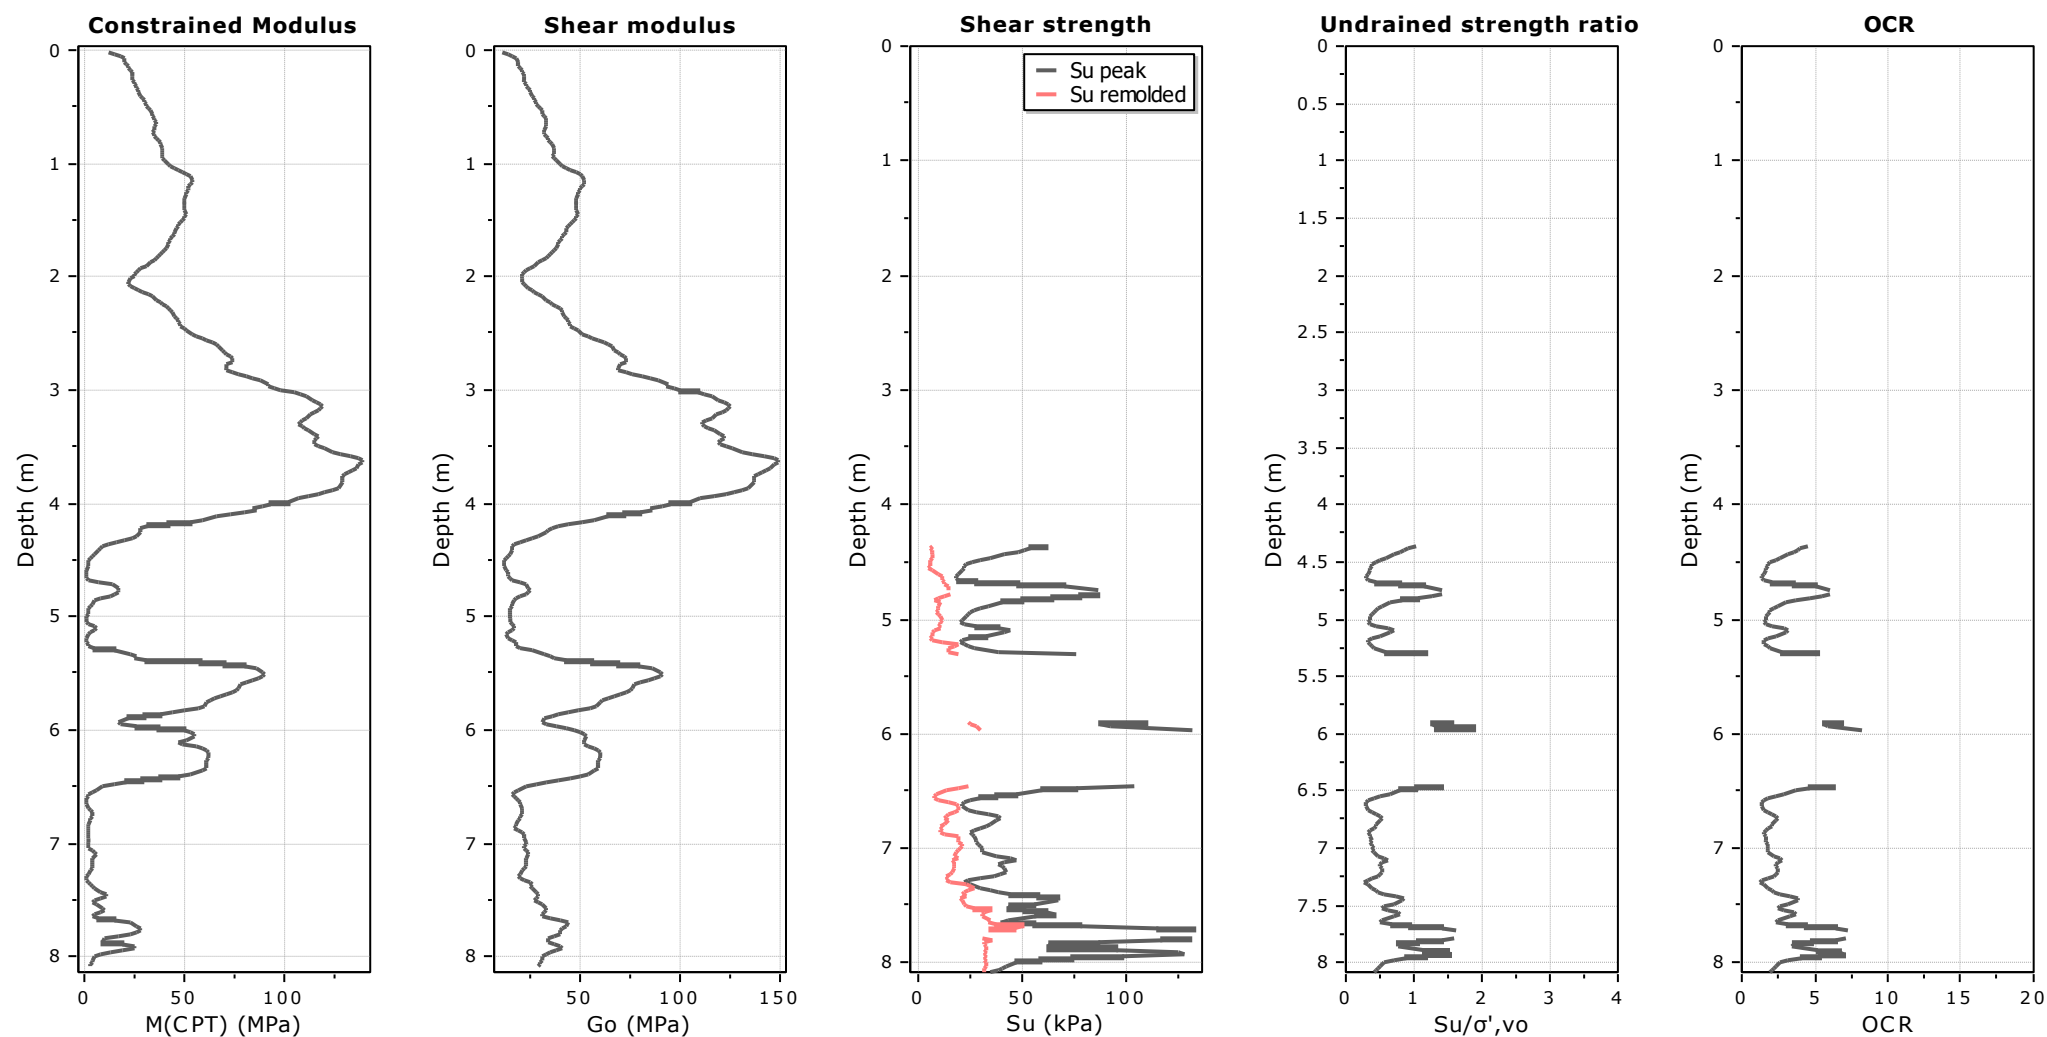 Constrained Modulus
0
1
2
3
4
5
6
7
8
Depth (m)
0 50 100
M(CPT) (MPa)
Shear modulus
0
1
2
3
4
5
6
7
8
Depth (m)
50 100 150
Go (MPa)
Shear strength
Su peak
Su remolded
0
1
2
3
4
5
6
7
8
Depth (m)
0 50 100
Su (kPa)
Undrained strength ratio
0
0.5
1
1.5
2
2.5
3
3.5
4
4.5
5
5.5
6
6.5
7
7.5
8
Depth (m)
0 1 2 3 4
Su/σ',vo
OCR
0
1
2
3
4
5
6
7
8
Depth (m)
0 5 10 15 20
OCR